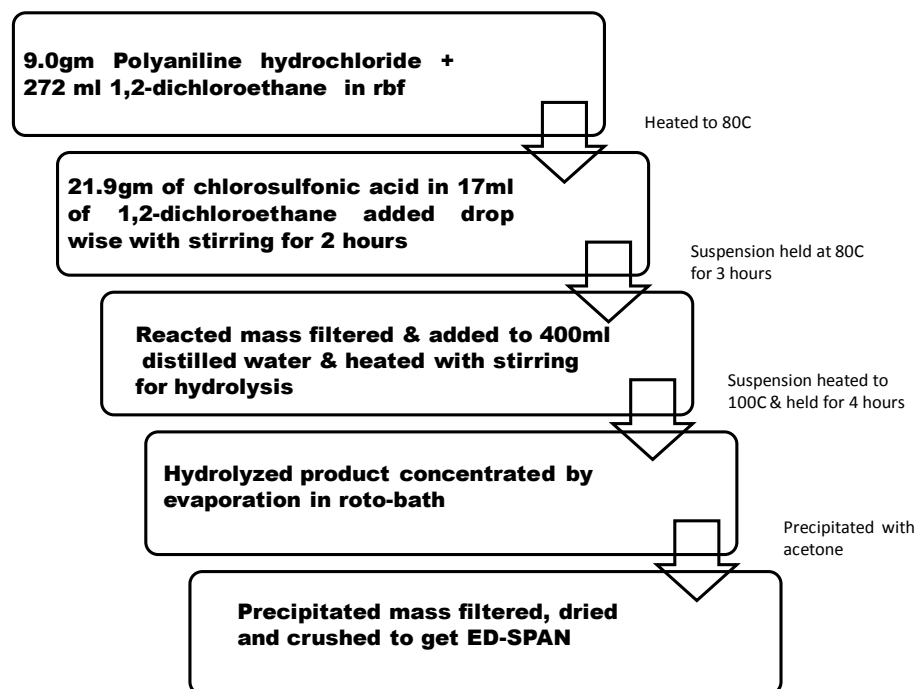 9.0gm Polyaniline hydrochloride +
272 ml 1,2-dichloroethane in rbf
Heated to 80C
21.9gm of chlorosulfonic acid in 17ml
of 1,2-dichloroethane added drop
wise with stirring for 2 hours
Suspension held at 80C
for 3 hours
Reacted mass filtered & added to 400ml
distilled water & heated with stirring
for hydrolysis
Suspension heated to
100C & held for 4 hours
Hydrolyzed product concentrated by
evaporation in roto-bath
Precipitated with
acetone
Precipitated mass filtered, dried
and crushed to get ED-SPAN